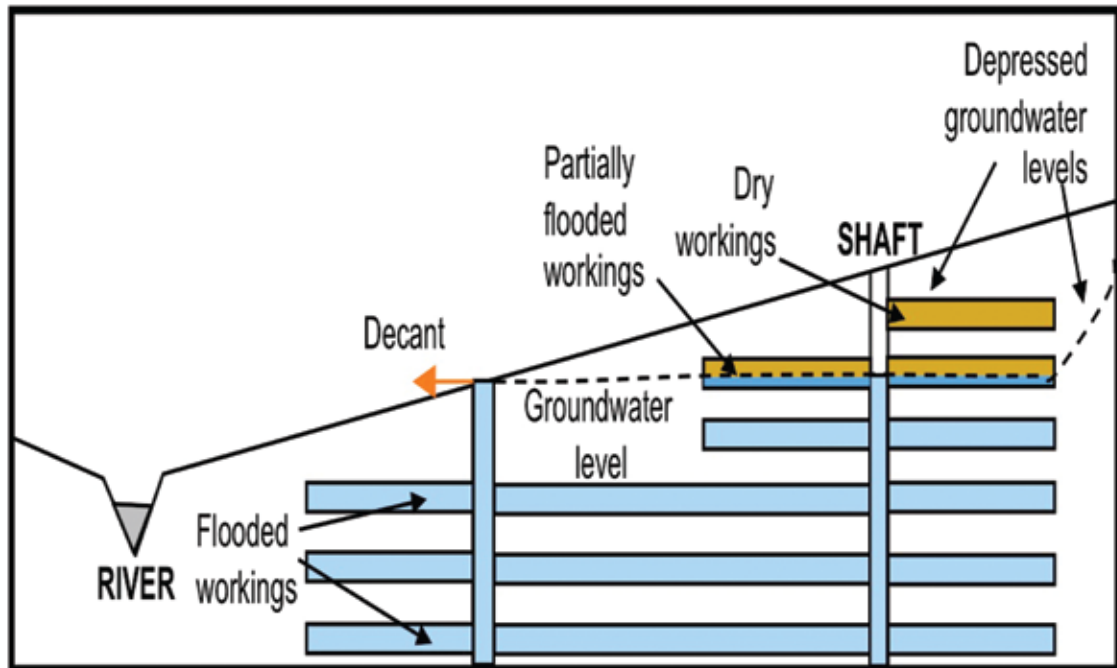 Depressed
groundwater
levels
Partially
flooded
workings
Dry
workings
SHAFT
Decant
Groundwater
level
Flooded
workings
RIVER